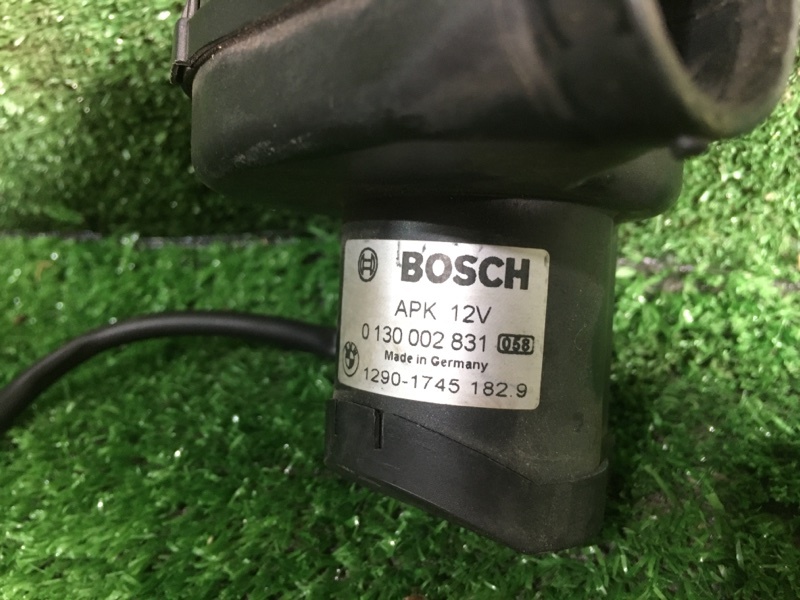 BOSCH
APK 12V
0 130 002 831 058
Made in Germany
1290-1745 182.9